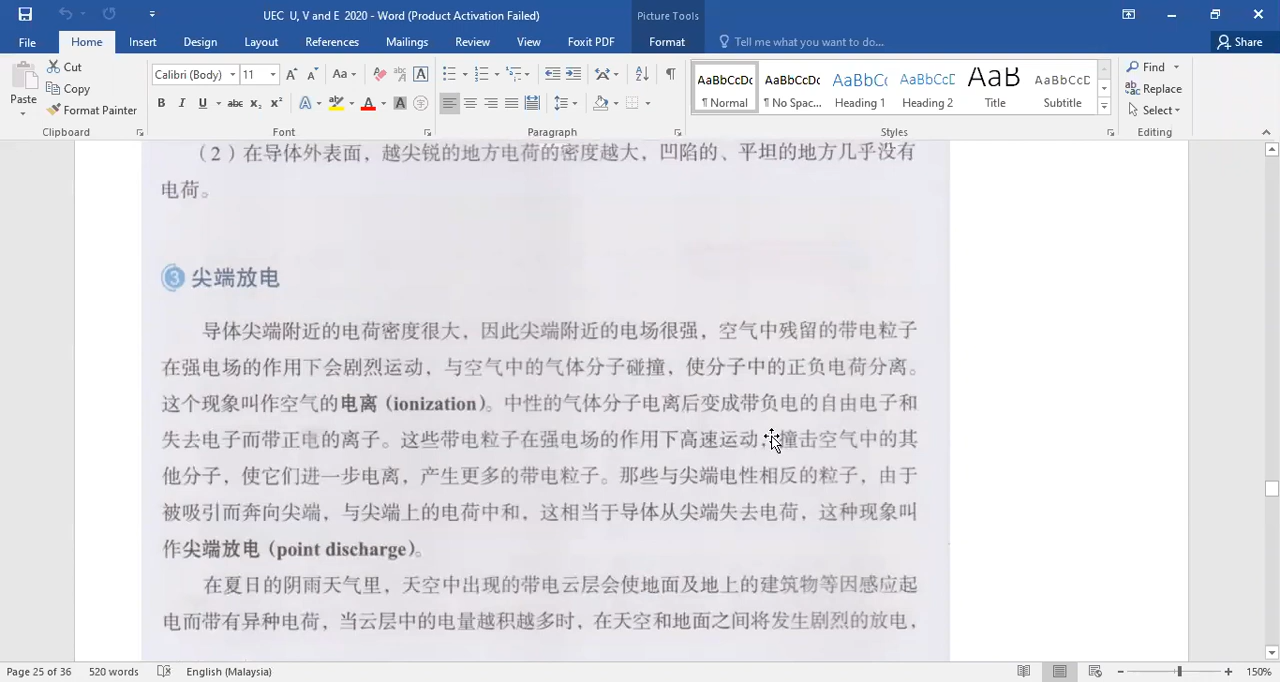 UEC U, V and E 2020 - Word (Product Activation Failed)
Picture Tools
File Home Insert Design Layout References Mailings Review View Foxit PDF Format Tell me what you want to do... Share
Paste
Cut
Copy
Format Painter
Calibri (Body) 11
AaBbCcDc AaBbCcDc AaBbC AaBbCcC AaB AaBbCcD
¶ Normal ¶ No Spac... Heading 1 Heading 2 Title Subtitle
Find
Replace
Select
Clipboard Font Paragraph Styles Editing
（2）在导体外表面，越尖锐的地方电荷的密度越大，凹陷的、平坦的地方几乎没有
电荷。
3 尖端放电
导体尖端附近的电荷密度很大，因此尖端附近的电场很强，空气中残留的带电粒子
在强电场的作用下会剧烈运动，与空气中的气体分子碰撞，使分子中的正负电荷分离。
这个现象叫作空气的电离（ionization）。中性的气体分子电离后变成带负电的自由电子和
失去电子而带正电的离子。这些带电粒子在强电场的作用下高速运动，撞击空气中的其
他分子，使它们进一步电离，产生更多的带电粒子。那些与尖端电性相反的粒子，由于
被吸引而奔向尖端，与尖端上的电荷中和，这相当于导体从尖端失去电荷，这种现象叫
作尖端放电（point discharge）。
在夏日的阴雨天气里，天空中出现的带电云层会使地面及地上的建筑物等因感应起
电而带有异种电荷，当云层中的电量越积越多时，在天空和地面之间将发生剧烈的放电，
Page 25 of 36 520 words English (Malaysia) 150%